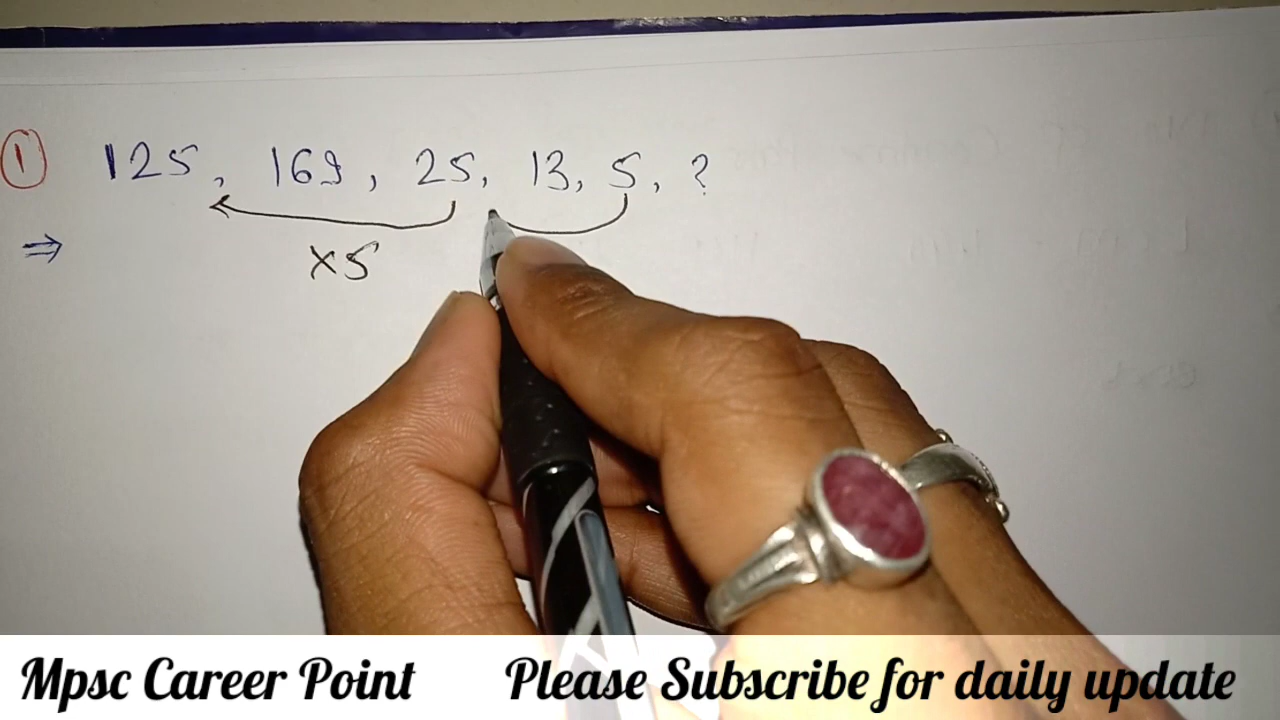 ① 125, 169, 25, 13, 5, ?
⇒ ×5
Mpsc Career Point Please Subscribe for daily update